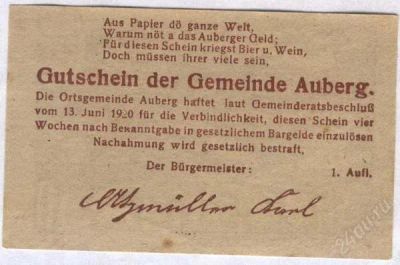 Aus Papier dö ganze Welt,
Warum nöt a das Auberger Geld;
Für diesen Schein kriegst Bier u. Wein,
Doch müssen ihrer viele sein,
Gutschein der Gemeinde Auberg.
Die Ortsgemeinde Auberg haftet laut Gemeinderatsbeschluß
vom 13. Juni 1920 für die Verbindlichkeit, diesen Schein vier
Wochen nach Bekanntgabe in gesetzlichem Bargelde einzulösen
Nachahmung wird gesetzlich bestraft.
Der Bürgermeister: 1. Aufl.
Karl